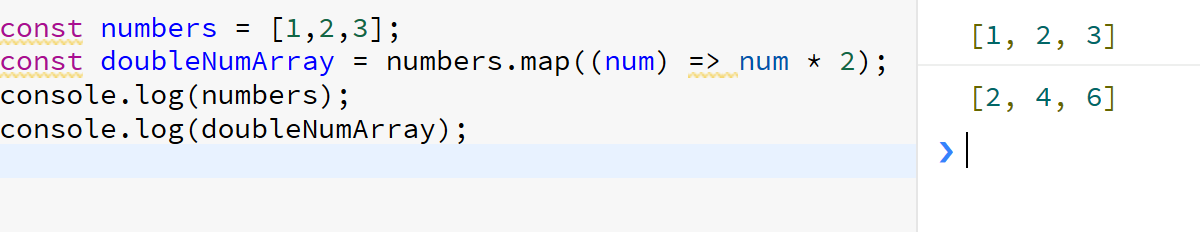 const numbers = [1,2,3];
const doubleNumArray = numbers.map((num) => num * 2);
console.log(numbers);
console.log(doubleNumArray);
[1, 2, 3]
[2, 4, 6]
❯